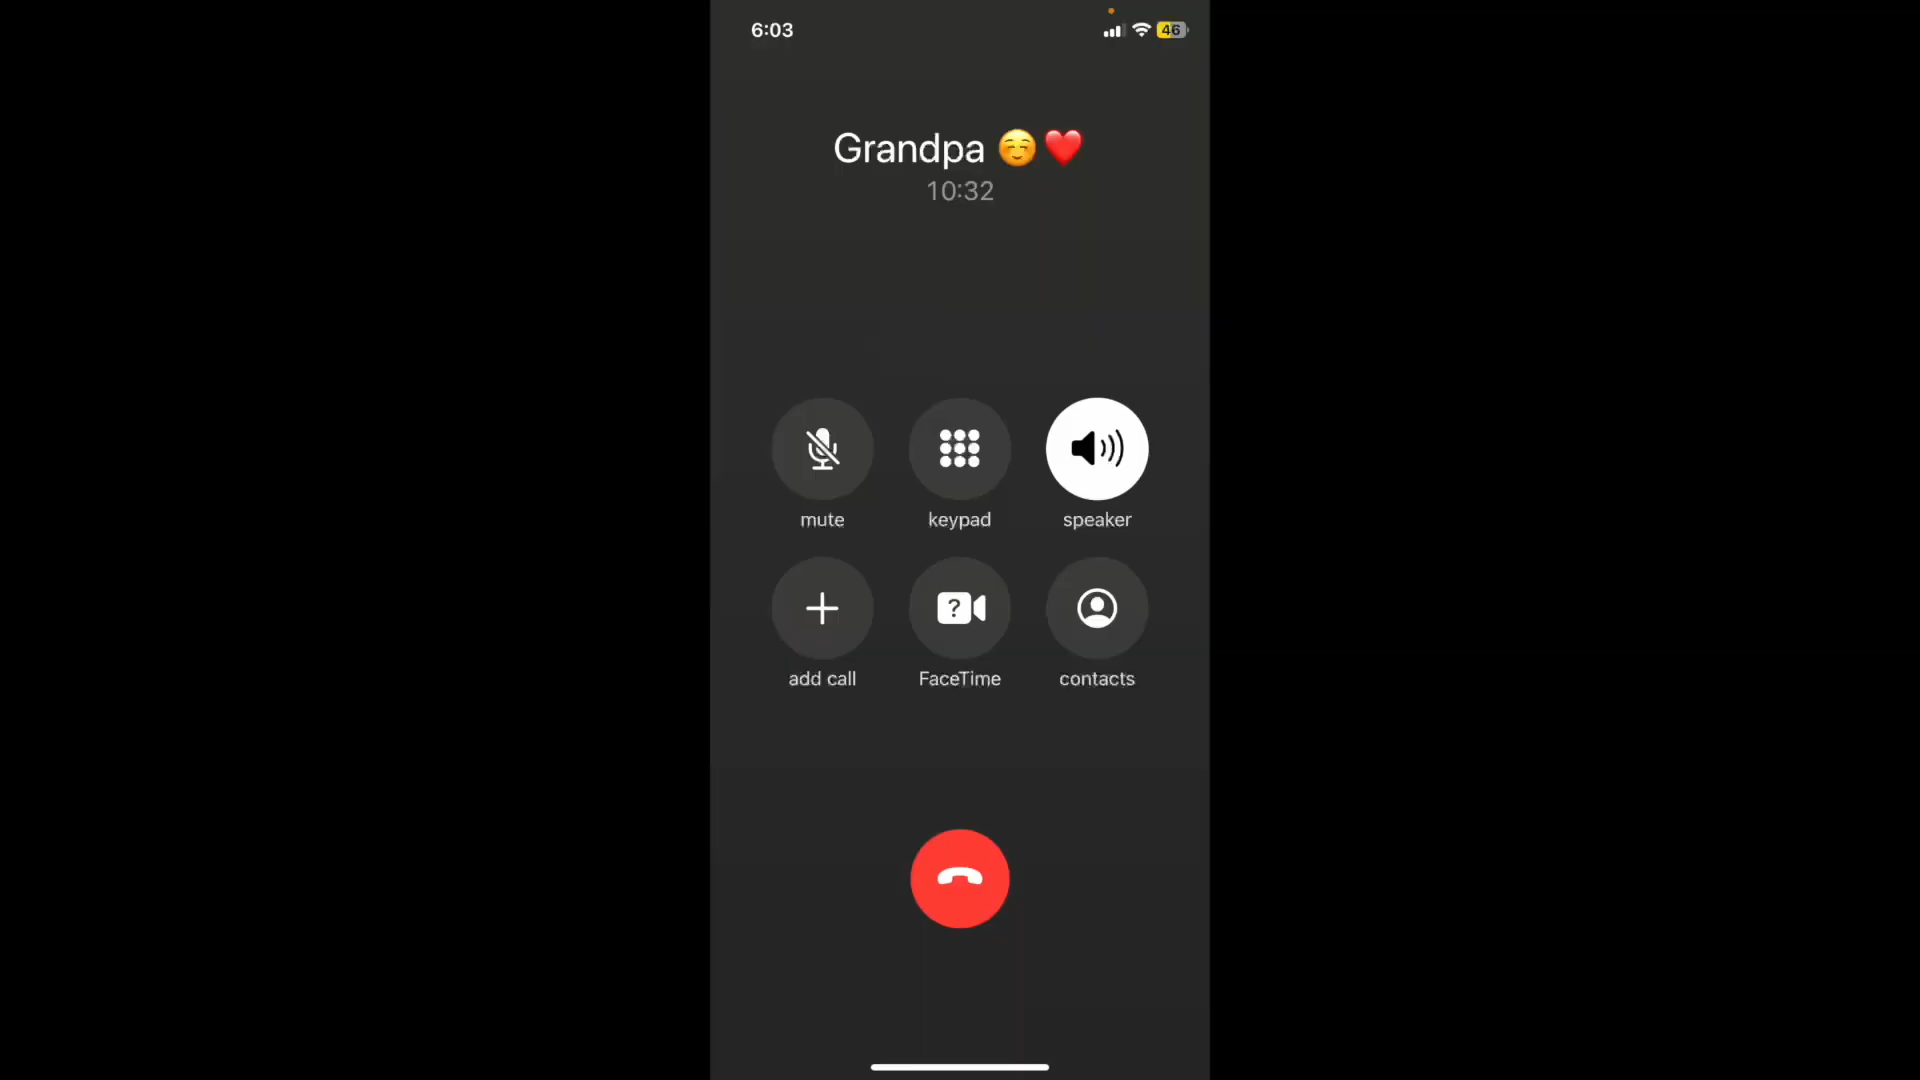 6:03
46
Grandpa ☺️❤️
10:32
mute
keypad
speaker
?
add call
FaceTime
contacts